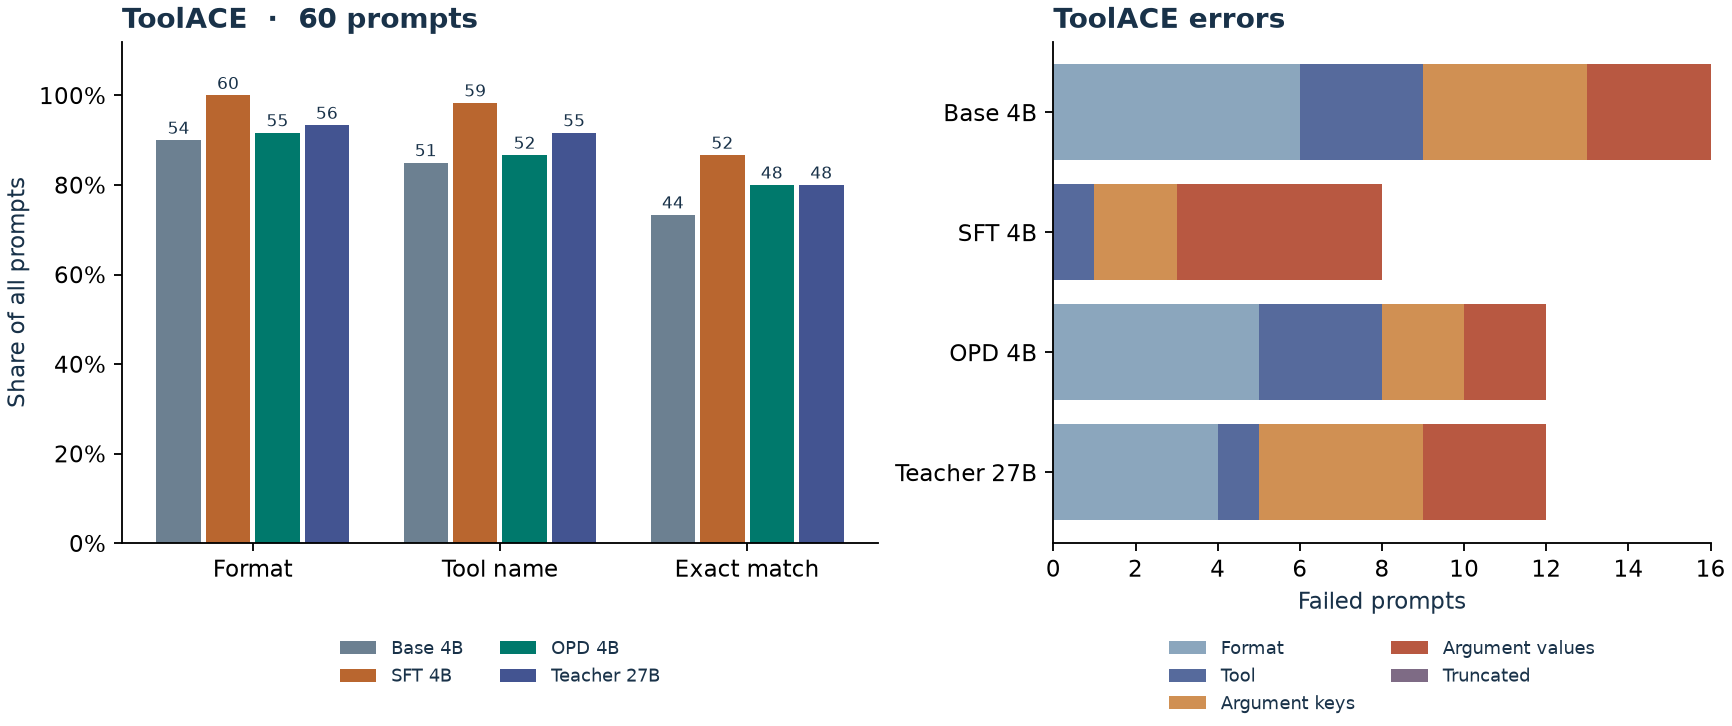 ToolACE · 60 prompts
Share of all prompts
100%
80%
60%
40%
20%
0%
54
60
55
56
51
59
52
55
44
52
48
48
Format
Tool name
Exact match
Base 4B
SFT 4B
OPD 4B
Teacher 27B
ToolACE errors
Base 4B
SFT 4B
OPD 4B
Teacher 27B
0 2 4 6 8 10 12 14 16
Failed prompts
Format
Tool
Argument keys
Argument values
Truncated